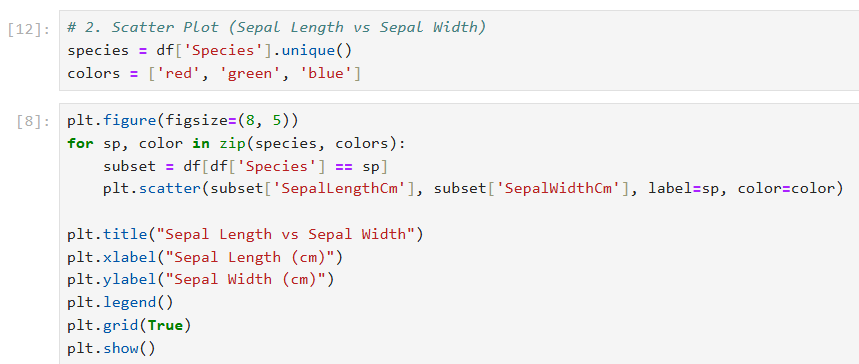 [12]: # 2. Scatter Plot (Sepal Length vs Sepal Width)
species = df['Species'].unique()
colors = ['red', 'green', 'blue']
[8]: plt.figure(figsize=(8, 5))
for sp, color in zip(species, colors):
    subset = df[df['Species'] == sp]
    plt.scatter(subset['SepalLengthCm'], subset['SepalWidthCm'], label=sp, color=color)
plt.title("Sepal Length vs Sepal Width")
plt.xlabel("Sepal Length (cm)")
plt.ylabel("Sepal Width (cm)")
plt.legend()
plt.grid(True)
plt.show()